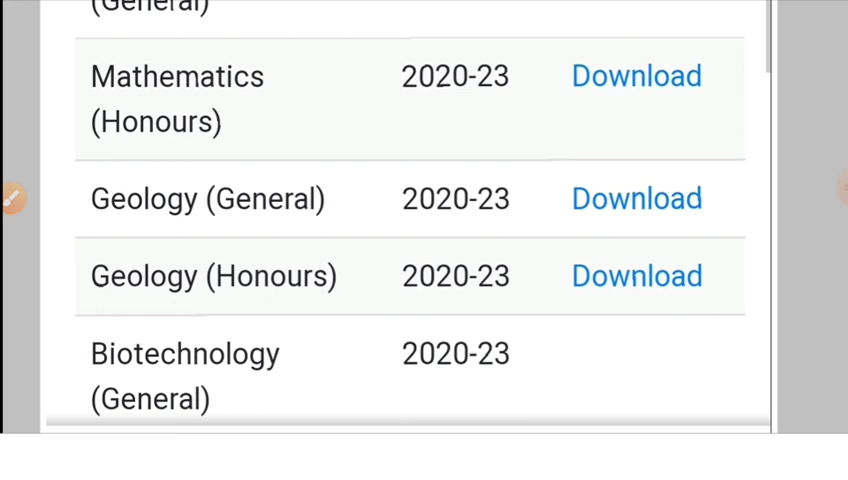 (General)
Mathematics 2020-23 Download
(Honours)
Geology (General) 2020-23 Download
Geology (Honours) 2020-23 Download
Biotechnology 2020-23
(General)